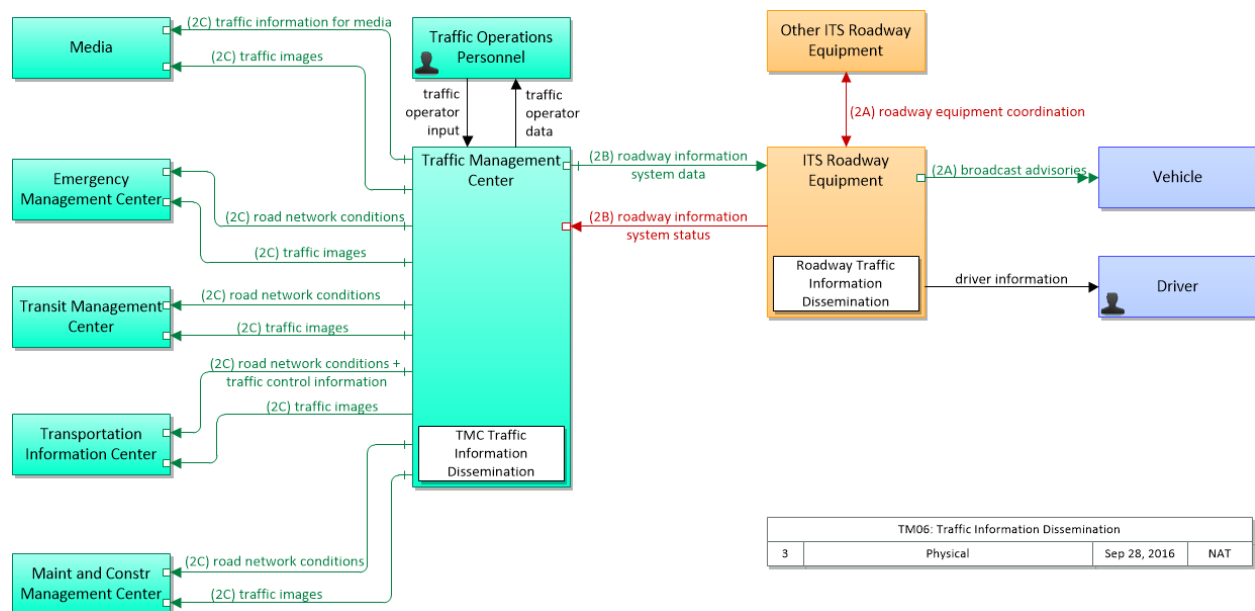 (2C) traffic information for media
Media
(2C) traffic images
Traffic Operations
Personnel
Other ITS Roadway
Equipment
traffic
operator
input
traffic
operator
data
(2A) roadway equipment coordination
Emergency
Management Center
(2C) road network conditions
(2C) traffic images
Traffic Management
Center
(2B) roadway information
system data
(2B) roadway information
system status
ITS Roadway
Equipment
(2A) broadcast advisories
Vehicle
Roadway Traffic
Information
Dissemination
driver information
Driver
Transit Management
Center
(2C) road network conditions
(2C) traffic images
(2C) road network conditions +
traffic control information
(2C) traffic images
Transportation
Information Center
TMC Traffic
Information
Dissemination
(2C) road network conditions
Maint and Constr
Management Center
(2C) traffic images
TM06: Traffic Information Dissemination
3 Physical Sep 28, 2016 NAT